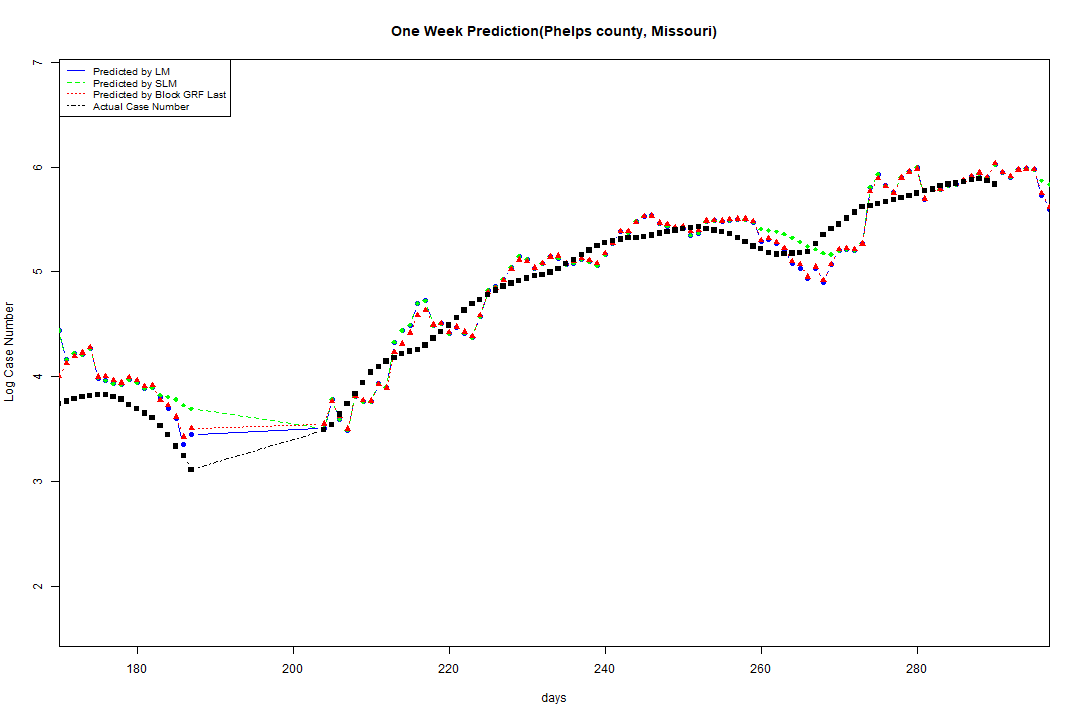 One Week Prediction(Phelps county, Missouri)
Predicted by LM
Predicted by SLM
Predicted by Block GRF Last
Actual Case Number
7
6
5
4
3
2
Log Case Number
180 200 220 240 260 280
days